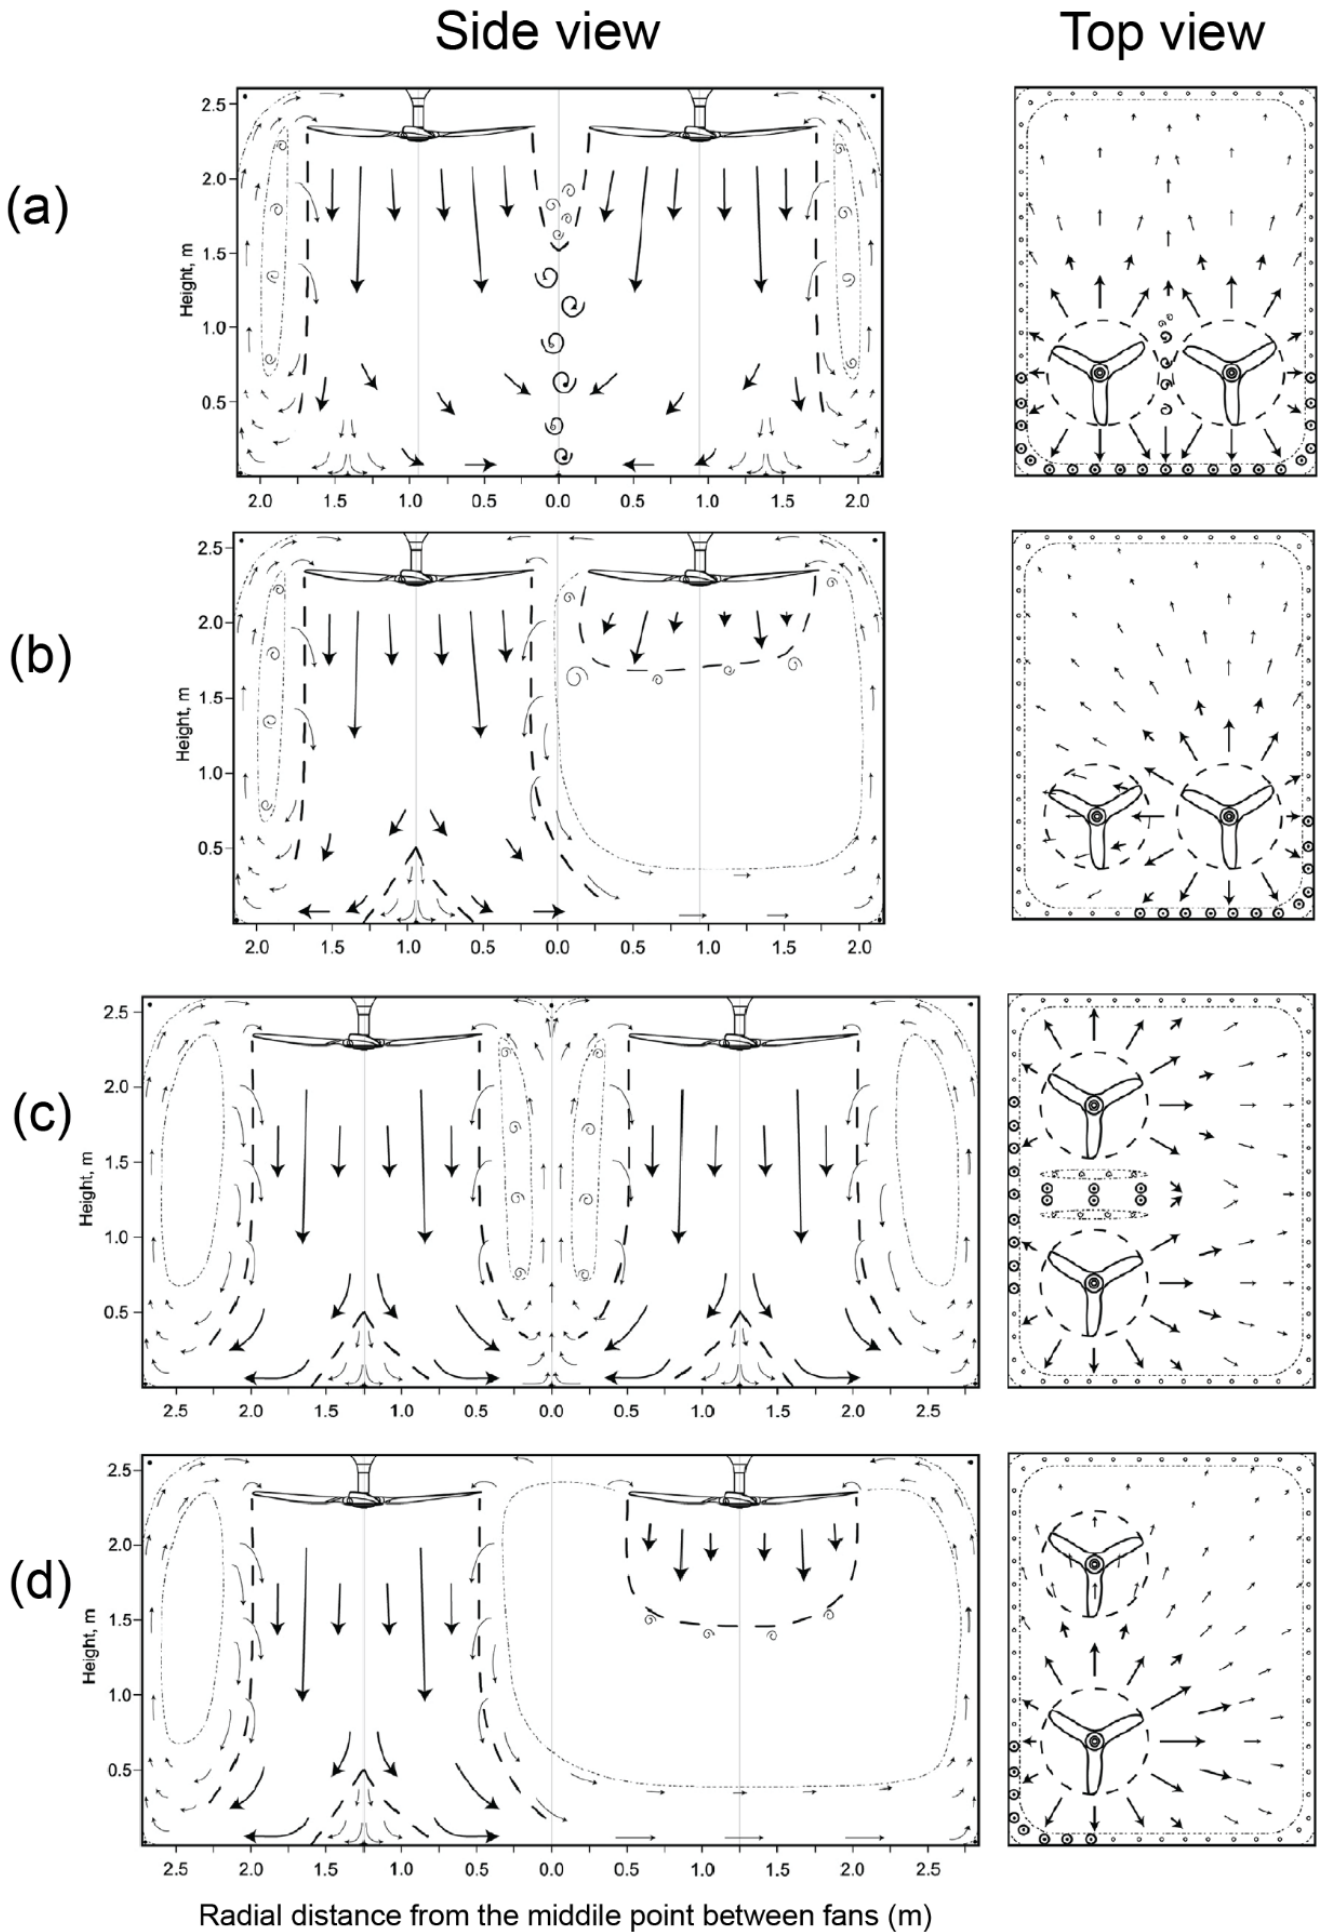 Side view Top view
(a)
Height, m
2.5
2.0
1.5
1.0
0.5
2.0 1.5 1.0 0.5 0.0 0.5 1.0 1.5 2.0
(b)
Height, m
2.5
2.0
1.5
1.0
0.5
2.0 1.5 1.0 0.5 0.0 0.5 1.0 1.5 2.0
(c)
Height, m
2.5
2.0
1.5
1.0
0.5
2.5 2.0 1.5 1.0 0.5 0.0 0.5 1.0 1.5 2.0 2.5
(d)
Height, m
2.5
2.0
1.5
1.0
0.5
2.5 2.0 1.5 1.0 0.5 0.0 0.5 1.0 1.5 2.0 2.5
Radial distance from the middile point between fans (m)